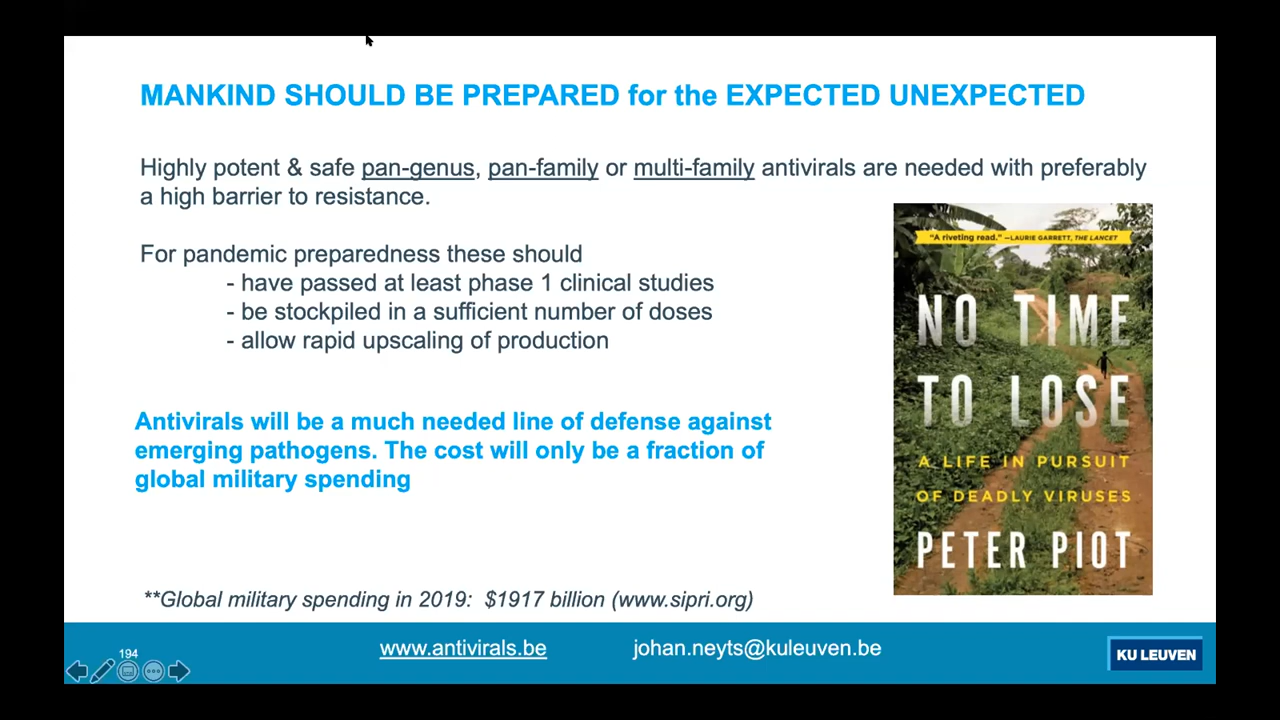 MANKIND SHOULD BE PREPARED for the EXPECTED UNEXPECTED
Highly potent & safe pan-genus, pan-family or multi-family antivirals are needed with preferably
a high barrier to resistance.
For pandemic preparedness these should
- have passed at least phase 1 clinical studies
- be stockpiled in a sufficient number of doses
- allow rapid upscaling of production
Antivirals will be a much needed line of defense against
emerging pathogens. The cost will only be a fraction of
global military spending
"A riveting read." —LAURIE GARRETT, THE LANCET
NO TIME
TO LOSE
A LIFE IN PURSUIT
OF DEADLY VIRUSES
PETER PIOT
**Global military spending in 2019: $1917 billion (www.sipri.org)
194
www.antivirals.be
johan.neyts@kuleuven.be
KU LEUVEN